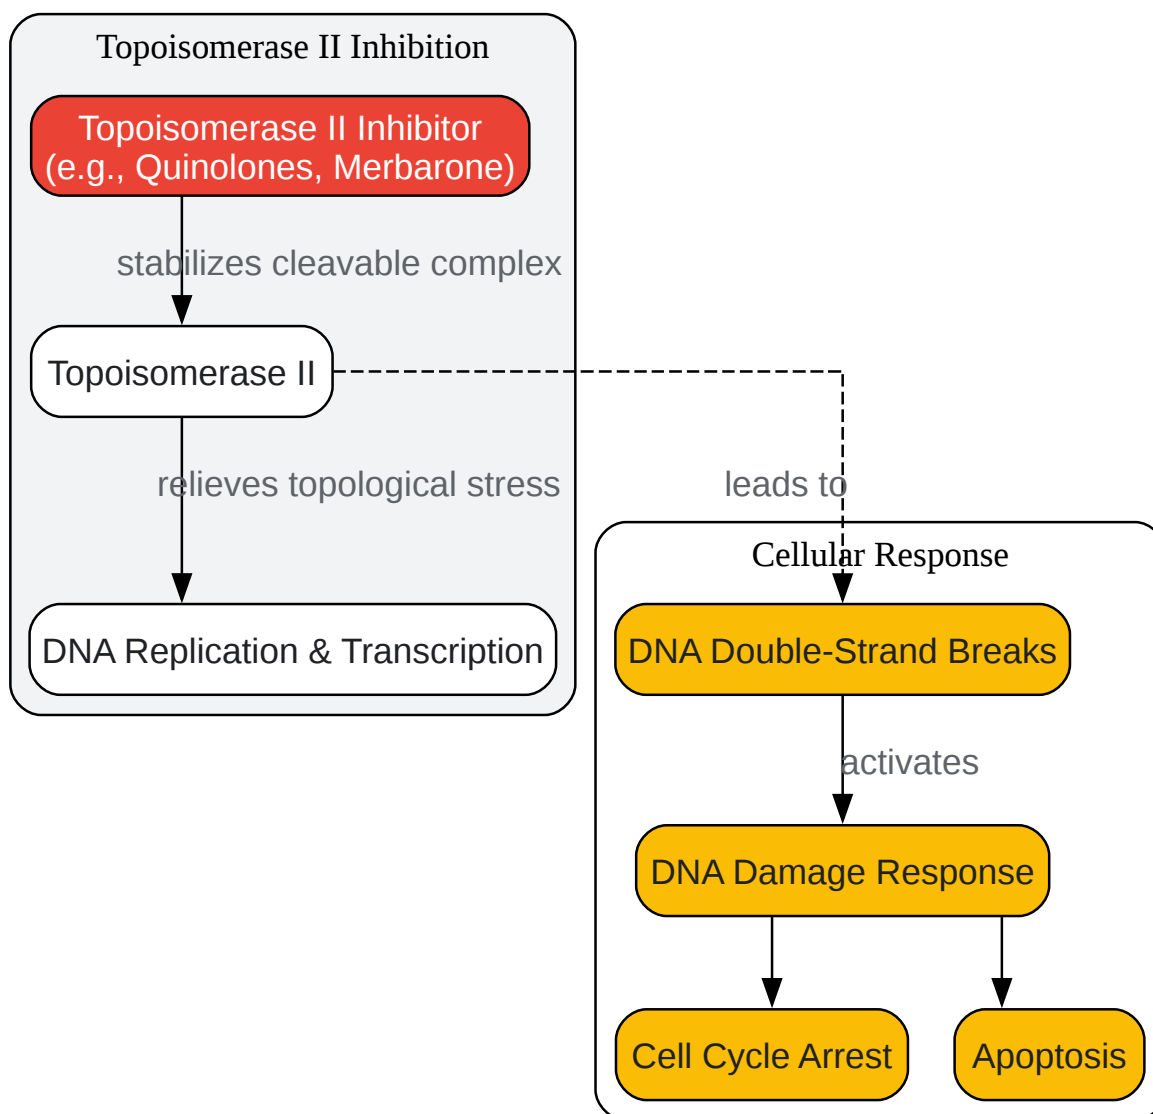 Topoisomerase II Inhibition
Topoisomerase II Inhibitor
(e.g., Quinolones, Merbarone)
stabilizes cleavable complex
Topoisomerase II
relieves topological stress
leads to
DNA Replication & Transcription
Cellular Response
DNA Double-Strand Breaks
activates
DNA Damage Response
Cell Cycle Arrest
Apoptosis